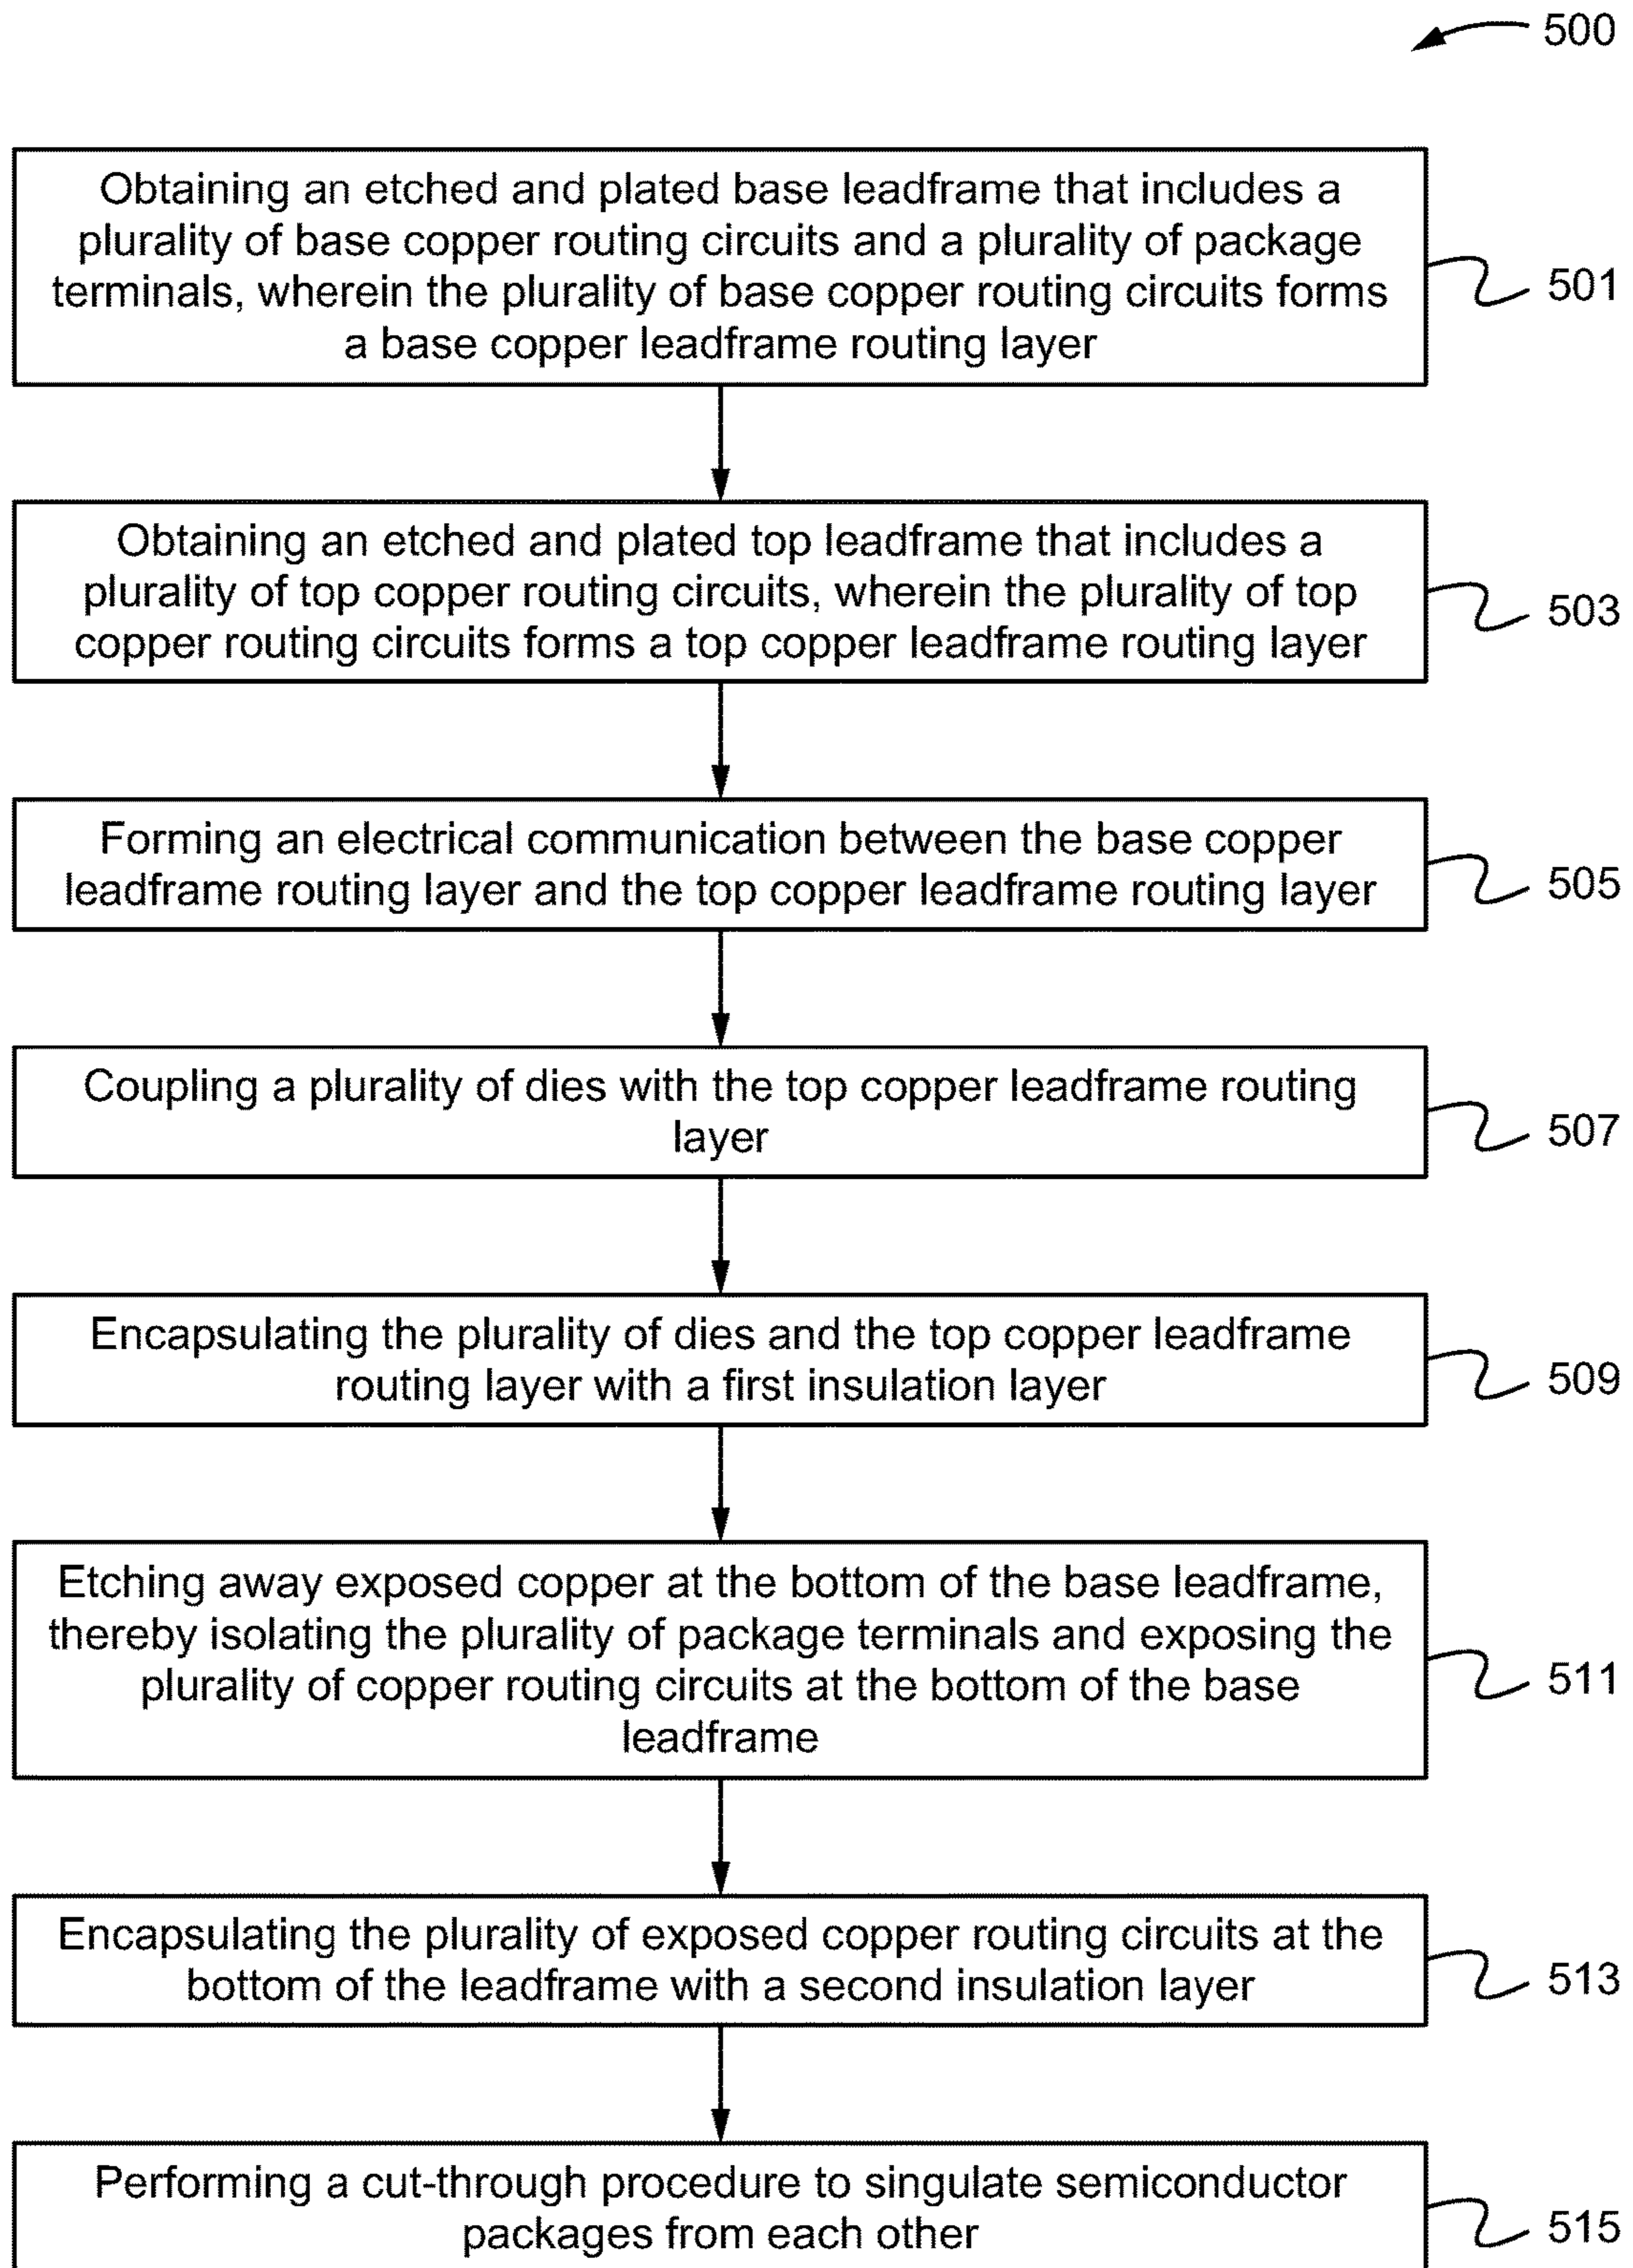 500
Obtaining an etched and plated base leadframe that includes a
plurality of base copper routing circuits and a plurality of package
terminals, wherein the plurality of base copper routing circuits forms
a base copper leadframe routing layer
501
Obtaining an etched and plated top leadframe that includes a
plurality of top copper routing circuits, wherein the plurality of top
copper routing circuits forms a top copper leadframe routing layer
503
Forming an electrical communication between the base copper
leadframe routing layer and the top copper leadframe routing layer
505
Coupling a plurality of dies with the top copper leadframe routing
layer
507
Encapsulating the plurality of dies and the top copper leadframe
routing layer with a first insulation layer
509
Etching away exposed copper at the bottom of the base leadframe,
thereby isolating the plurality of package terminals and exposing the
plurality of copper routing circuits at the bottom of the base
leadframe
511
Encapsulating the plurality of exposed copper routing circuits at the
bottom of the leadframe with a second insulation layer
513
Performing a cut-through procedure to singulate semiconductor
packages from each other
515